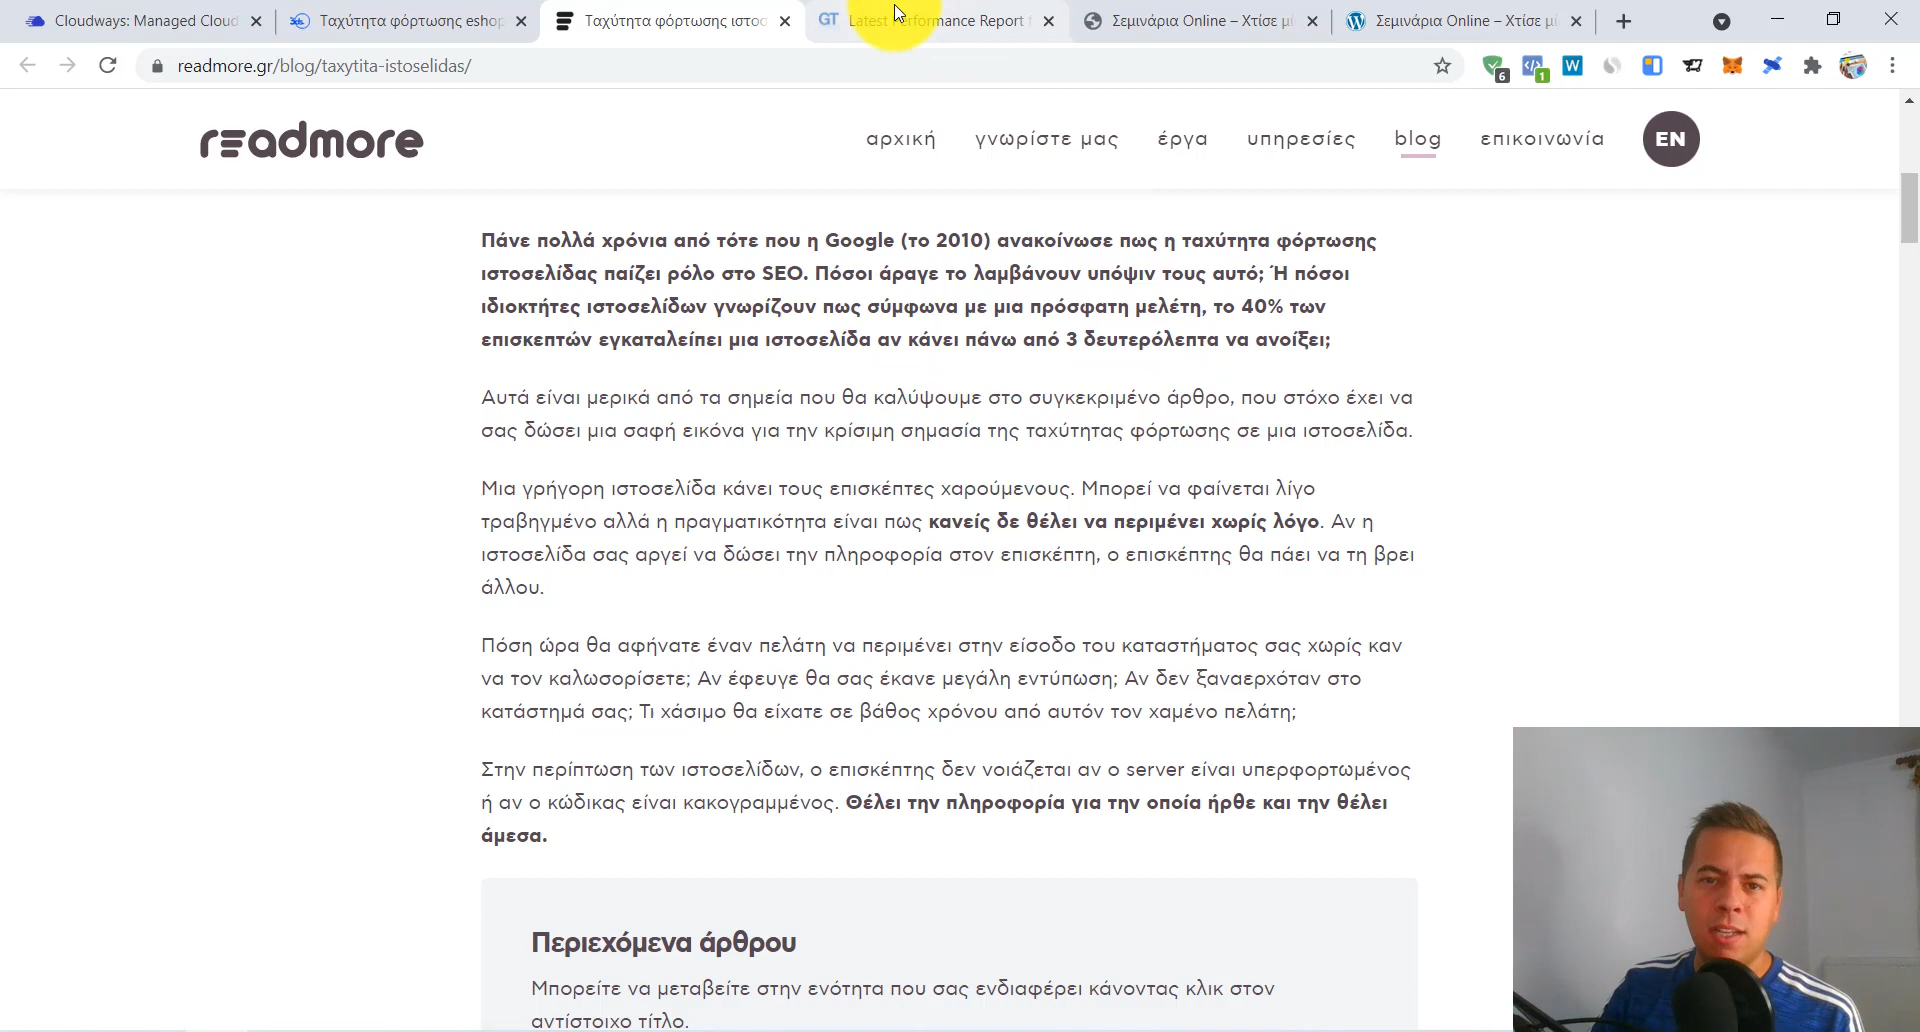 Cloudways: Managed Cloud
Ταχύτητα φόρτωσης eshop
Ταχύτητα φόρτωσης ιστοσ
GT Latest Performance Report f
Σεμινάρια Online – Χτίσε μί
Σεμινάρια Online – Χτίσε μί
readmore.gr/blog/taxytita-istoselidas/
6
1
W
readmore
αρχική
γνωρίστε μας
έργα
υπηρεσίες
blog
επικοινωνία
EN
Πάνε πολλά χρόνια από τότε που η Google (το 2010) ανακοίνωσε πως η ταχύτητα φόρτωσης
ιστοσελίδας παίζει ρόλο στο SEO. Πόσοι άραγε το λαμβάνουν υπόψιν τους αυτό; Ή πόσοι
ιδιοκτήτες ιστοσελίδων γνωρίζουν πως σύμφωνα με μια πρόσφατη μελέτη, το 40% των
επισκεπτών εγκαταλείπει μια ιστοσελίδα αν κάνει πάνω από 3 δευτερόλεπτα να ανοίξει;
Αυτά είναι μερικά από τα σημεία που θα καλύψουμε στο συγκεκριμένο άρθρο, που στόχο έχει να
σας δώσει μια σαφή εικόνα για την κρίσιμη σημασία της ταχύτητας φόρτωσης σε μια ιστοσελίδα.
Μια γρήγορη ιστοσελίδα κάνει τους επισκέπτες χαρούμενους. Μπορεί να φαίνεται λίγο
τραβηγμένο αλλά η πραγματικότητα είναι πως κανείς δε θέλει να περιμένει χωρίς λόγο. Αν η
ιστοσελίδα σας αργεί να δώσει την πληροφορία στον επισκέπτη, ο επισκέπτης θα πάει να τη βρει
άλλου.
Πόση ώρα θα αφήνατε έναν πελάτη να περιμένει στην είσοδο του καταστήματος σας χωρίς καν
να τον καλωσορίσετε; Αν έφευγε θα σας έκανε μεγάλη εντύπωση; Αν δεν ξαναερχόταν στο
κατάστημά σας; Τι χάσιμο θα είχατε σε βάθος χρόνου από αυτόν τον χαμένο πελάτη;
Στην περίπτωση των ιστοσελίδων, ο επισκέπτης δεν νοιάζεται αν ο server είναι υπερφορτωμένος
ή αν ο κώδικας είναι κακογραμμένος. Θέλει την πληροφορία για την οποία ήρθε και την θέλει
άμεσα.
Περιεχόμενα άρθρου
Μπορείτε να μεταβείτε στην ενότητα που σας ενδιαφέρει κάνοντας κλικ στον
αντίστοιχο τίτλο.